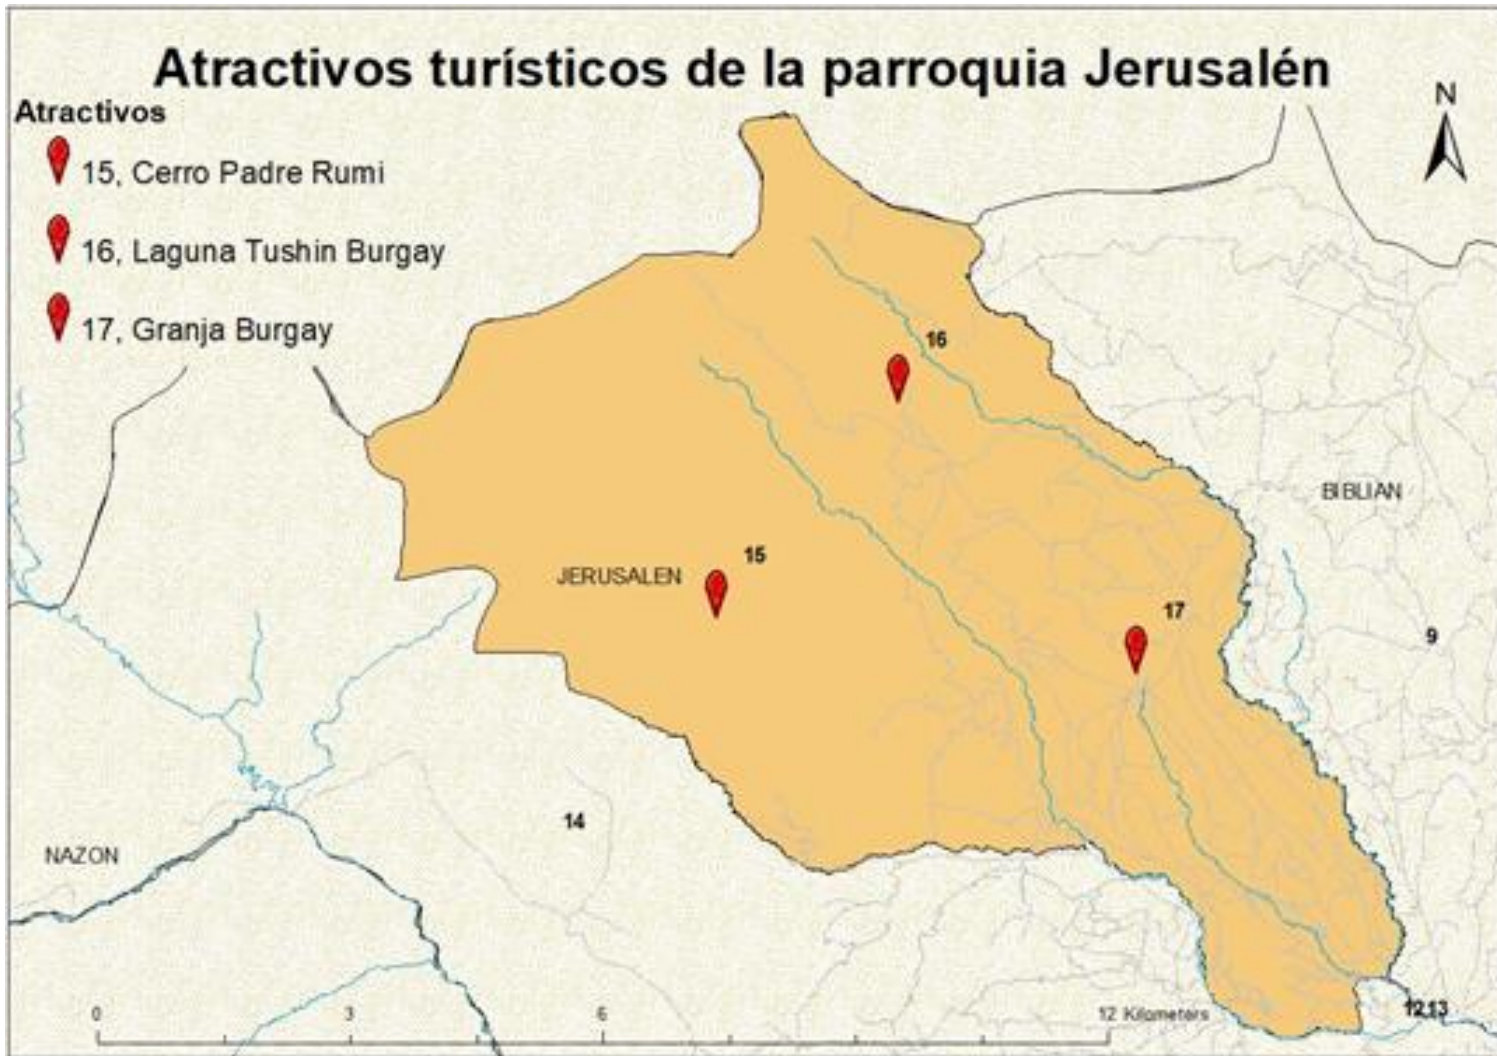 Atractivos turísticos de la parroquia Jerusalén
N
Atractivos
15, Cerro Padre Rumi
16, Laguna Tushin Burgay
17, Granja Burgay
16
BIBLIAN
15
JERUSALEN
17
9
14
NAZON
0 3 6 12 Kilometers
1213